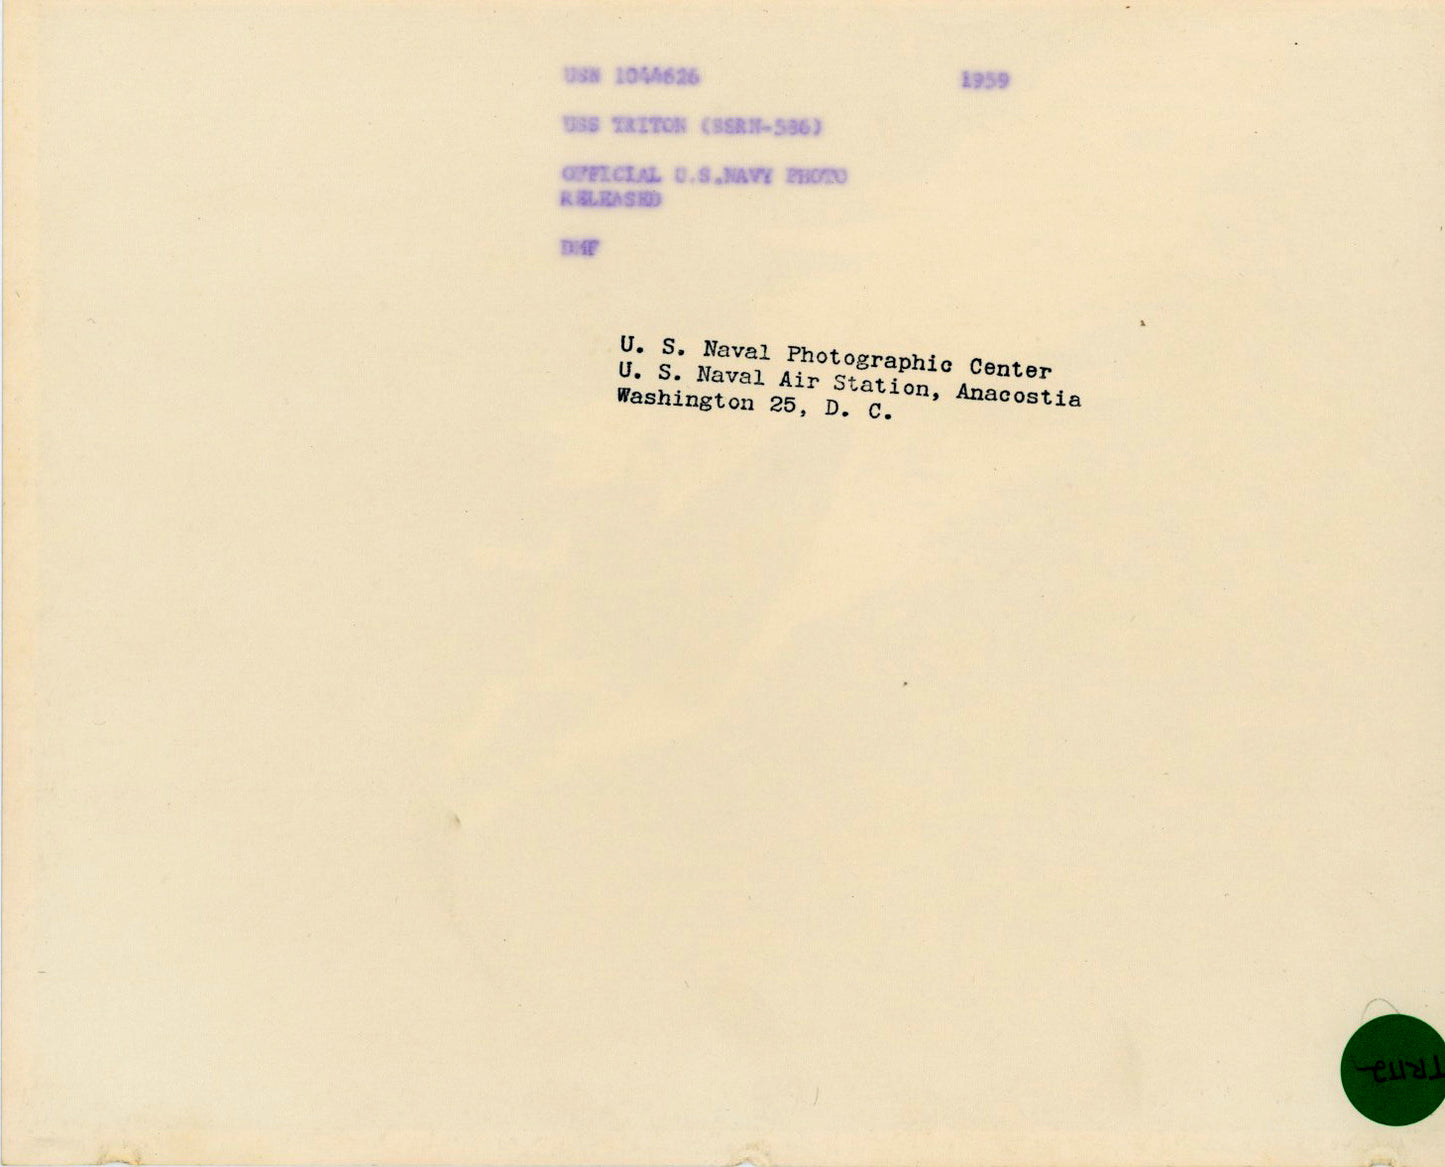 USN 1044626 1959
USS TRITON (SSRN-586)
OFFICIAL U.S.NAVY PHOTO
RELEASED
DMF
U. S. Naval Photographic Center
U. S. Naval Air Station, Anacostia
Washington 25, D. C.